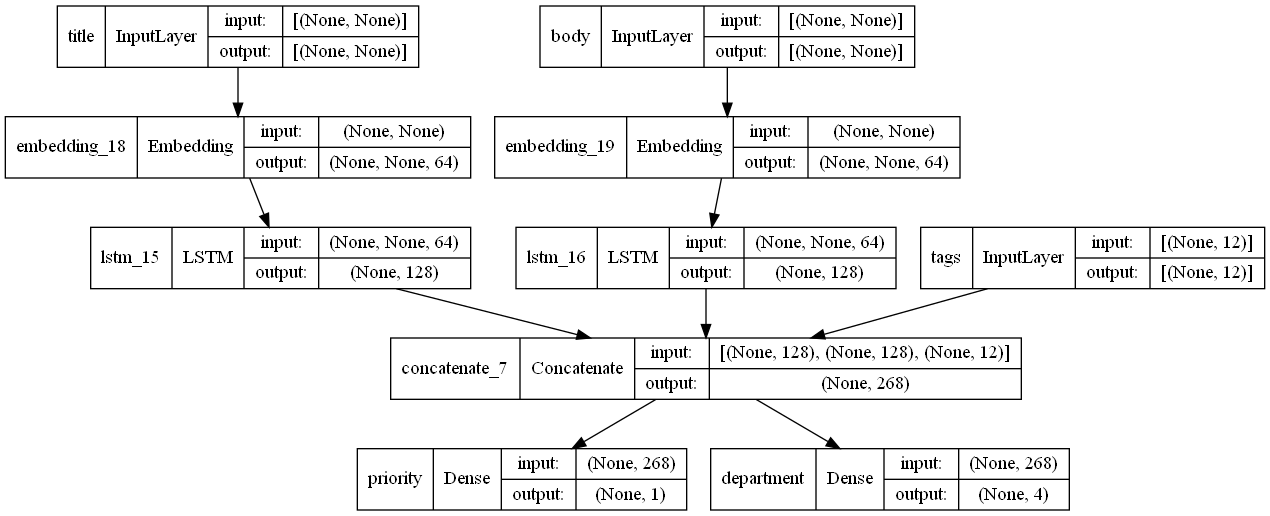 title InputLayer input: [(None, None)]
output: [(None, None)]
body InputLayer input: [(None, None)]
output: [(None, None)]
embedding_18 Embedding input: (None, None)
output: (None, None, 64)
embedding_19 Embedding input: (None, None)
output: (None, None, 64)
lstm_15 LSTM input: (None, None, 64)
output: (None, 128)
lstm_16 LSTM input: (None, None, 64)
output: (None, 128)
tags InputLayer input: [(None, 12)]
output: [(None, 12)]
concatenate_7 Concatenate input: [(None, 128), (None, 128), (None, 12)]
output: (None, 268)
priority Dense input: (None, 268)
output: (None, 1)
department Dense input: (None, 268)
output: (None, 4)